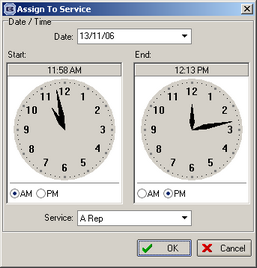 Assign To Service
Date / Time
Date: 13/11/06
Start: End:
11:58 AM 12:13 PM
12 12
11 1 11 1
10 2 10 2
9 3 9 3
8 4 8 4
7 5 7 5
6 6
AM PM AM PM
Service: A Rep
OK Cancel